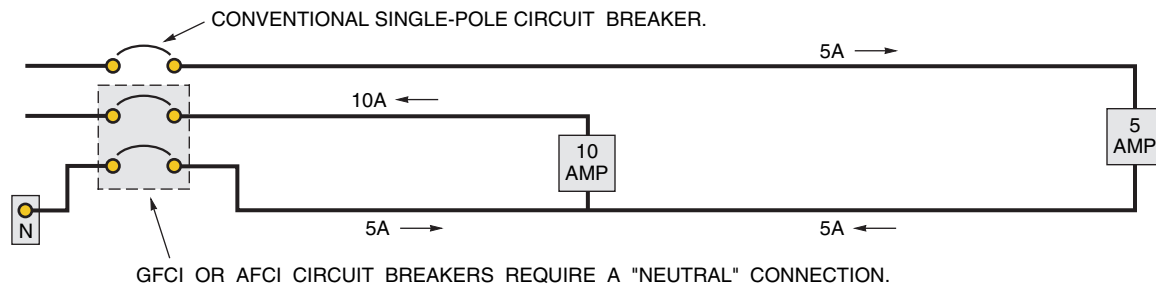 CONVENTIONAL SINGLE-POLE CIRCUIT BREAKER.
5A
10A
10
AMP
5
AMP
N
5A
5A
GFCI OR AFCI CIRCUIT BREAKERS REQUIRE A "NEUTRAL" CONNECTION.